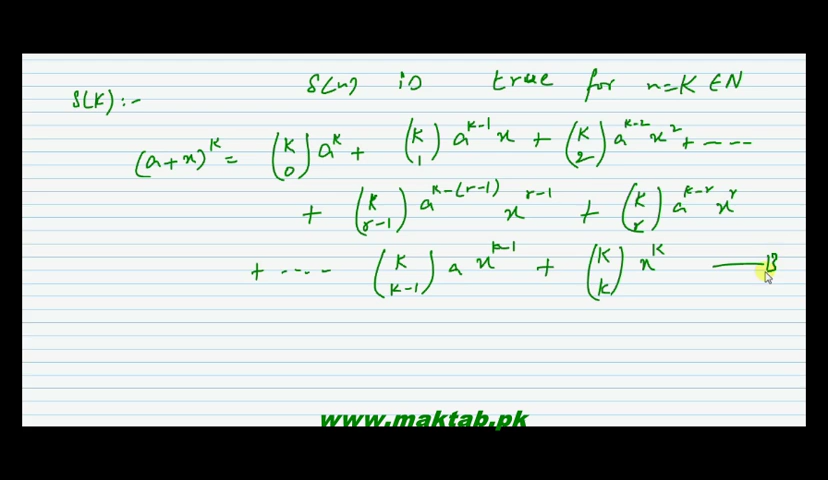 S(n) is true for n=K ∈ N
S(K):-
(a+x)^K = (K 0) a^K + (K 1) a^(K-1) x + (K 2) a^(K-2) x^2 + ----
+ (K r-1) a^(K-(r-1)) x^(r-1) + (K r) a^(K-r) x^r
+ ---- (K K-1) a x^(K-1) + (K K) x^K —— B
www.maktab.pk